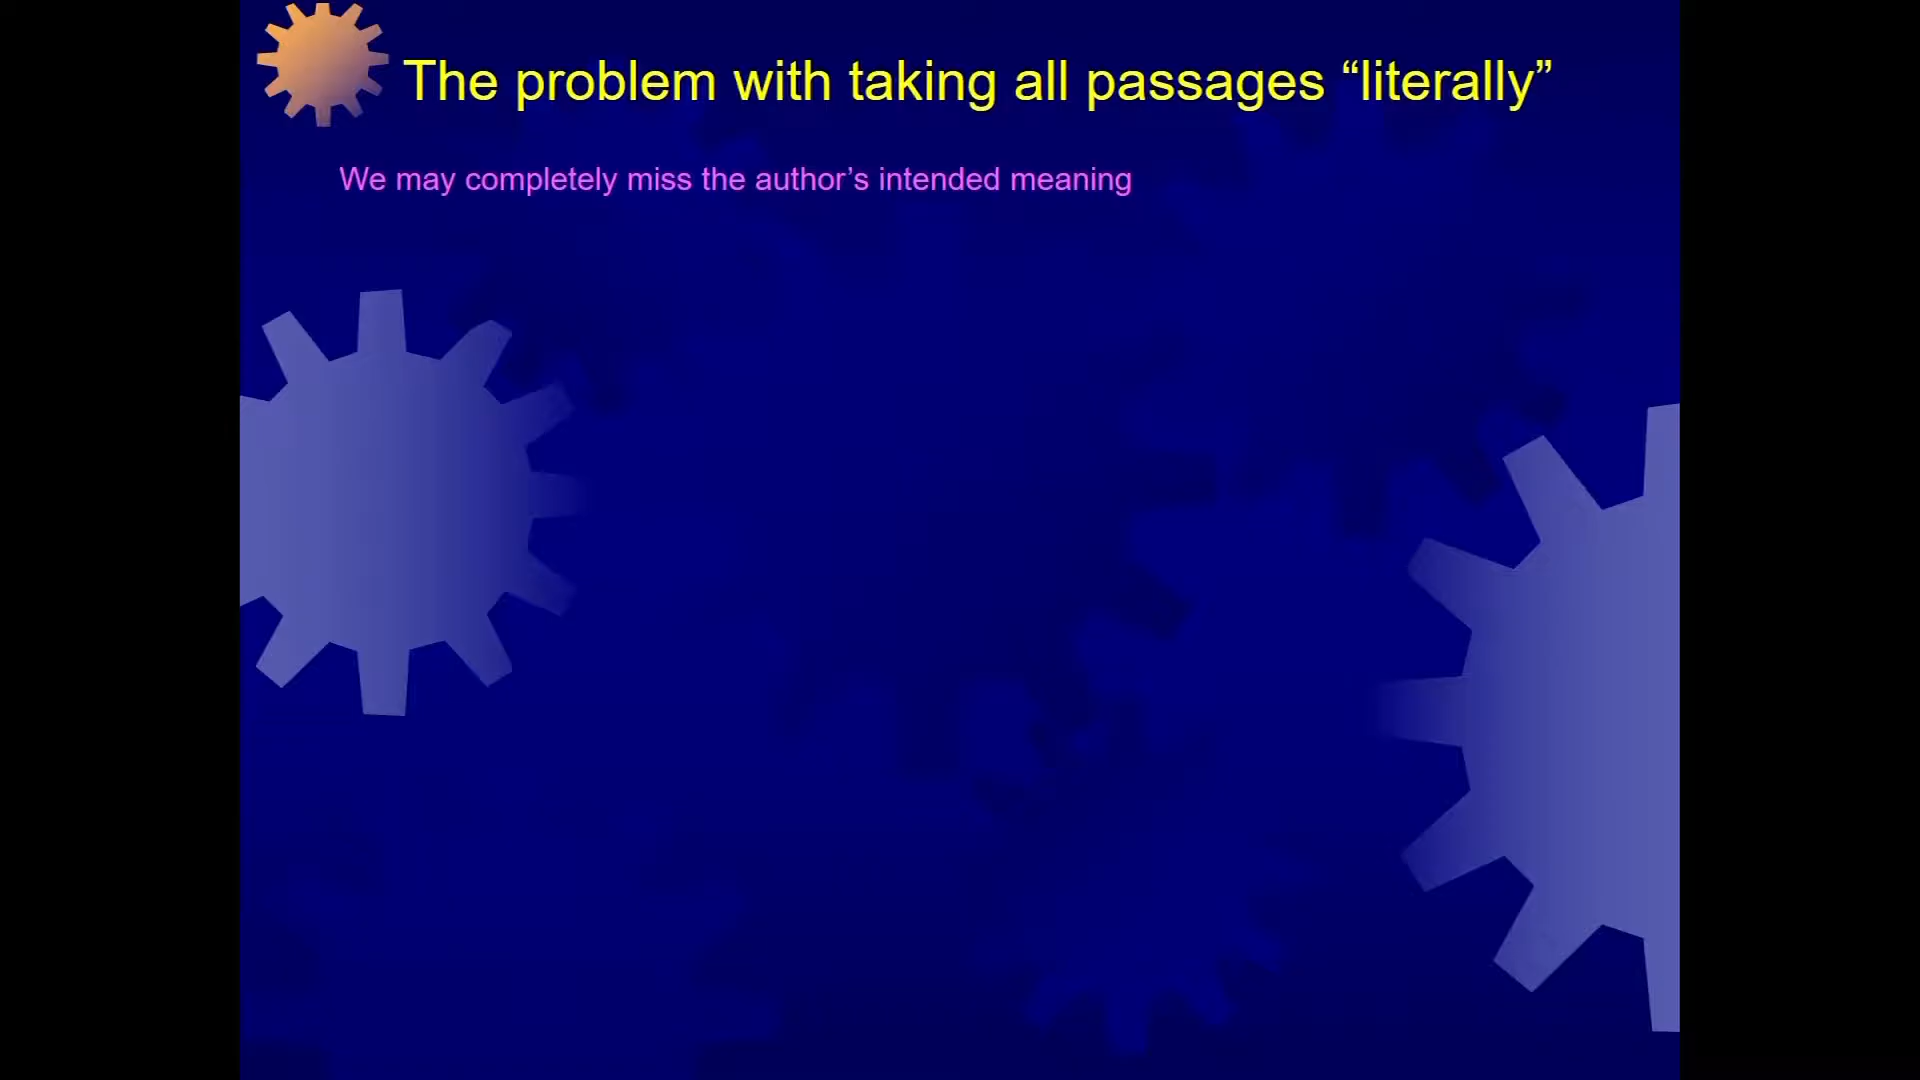 The problem with taking all passages “literally”
We may completely miss the author’s intended meaning